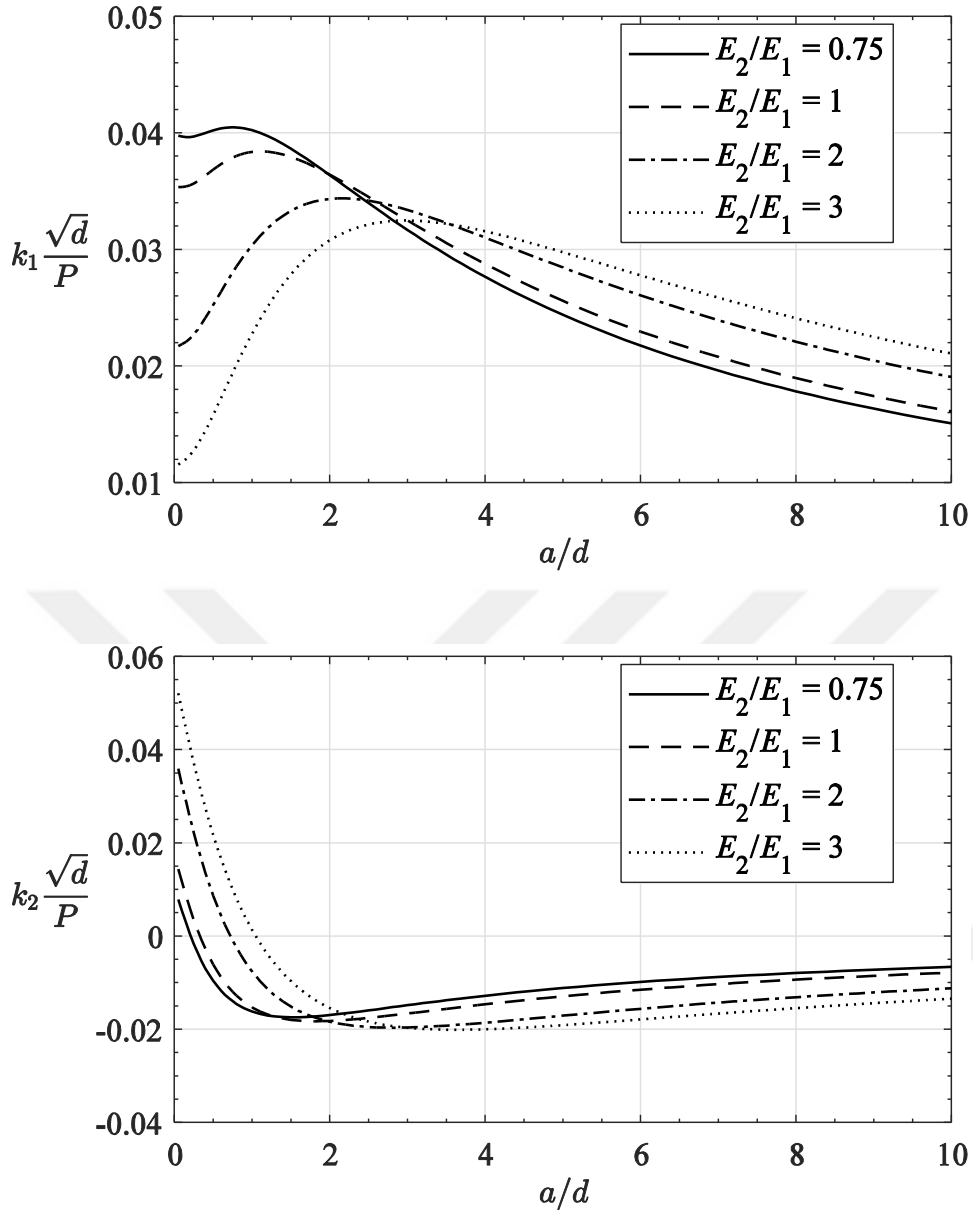 0.05
0.04
0.03
0.02
0.01
k₁ √d/P
E₂/E₁ = 0.75
E₂/E₁ = 1
E₂/E₁ = 2
E₂/E₁ = 3
0 2 4 6 8 10
a/d
0.06
0.04
0.02
0
-0.02
-0.04
k₂ √d/P
E₂/E₁ = 0.75
E₂/E₁ = 1
E₂/E₁ = 2
E₂/E₁ = 3
0 2 4 6 8 10
a/d